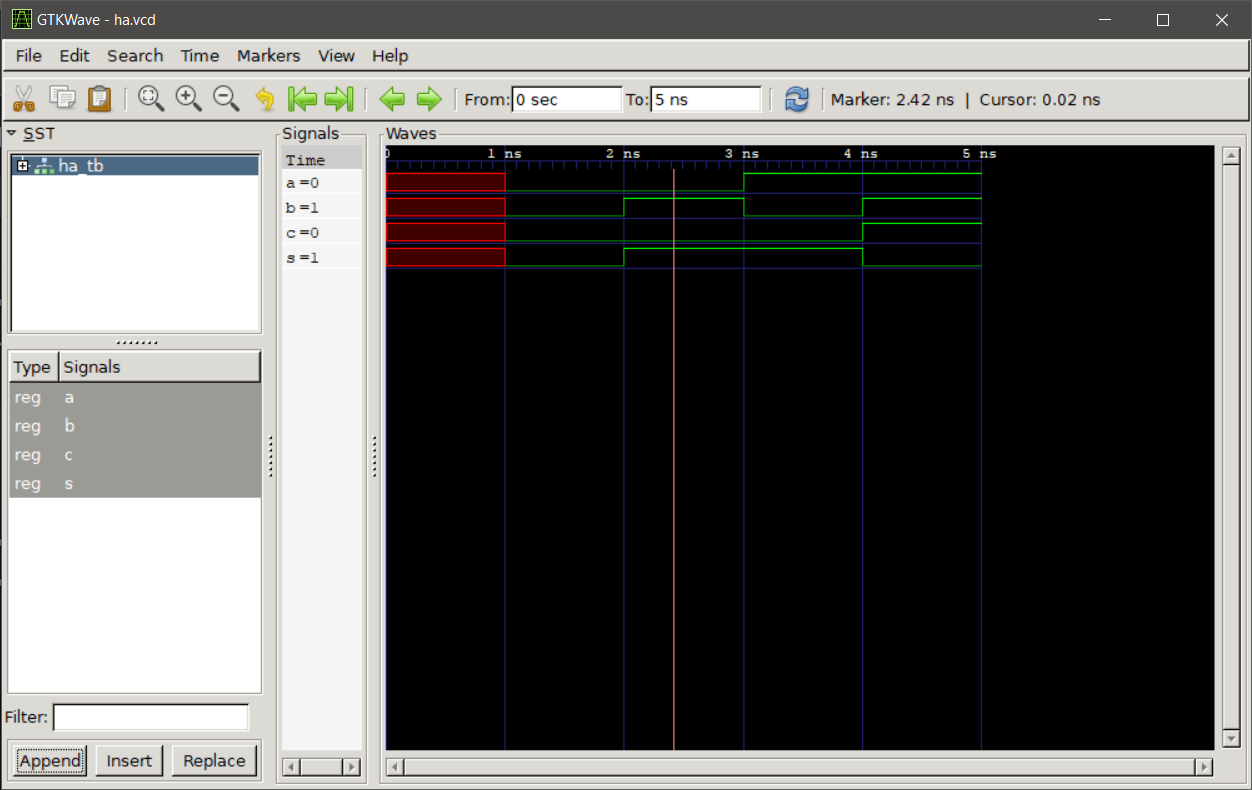 GTKWave - ha.vcd
File Edit Search Time Markers View Help
From: 0 sec To: 5 ns Marker: 2.42 ns | Cursor: 0.02 ns
SST
ha_tb
Type Signals
reg a
reg b
reg c
reg s
Filter:
Append Insert Replace
Signals
Time
a =0
b =1
c =0
s =1
Waves
0 1 ns 2 ns 3 ns 4 ns 5 ns